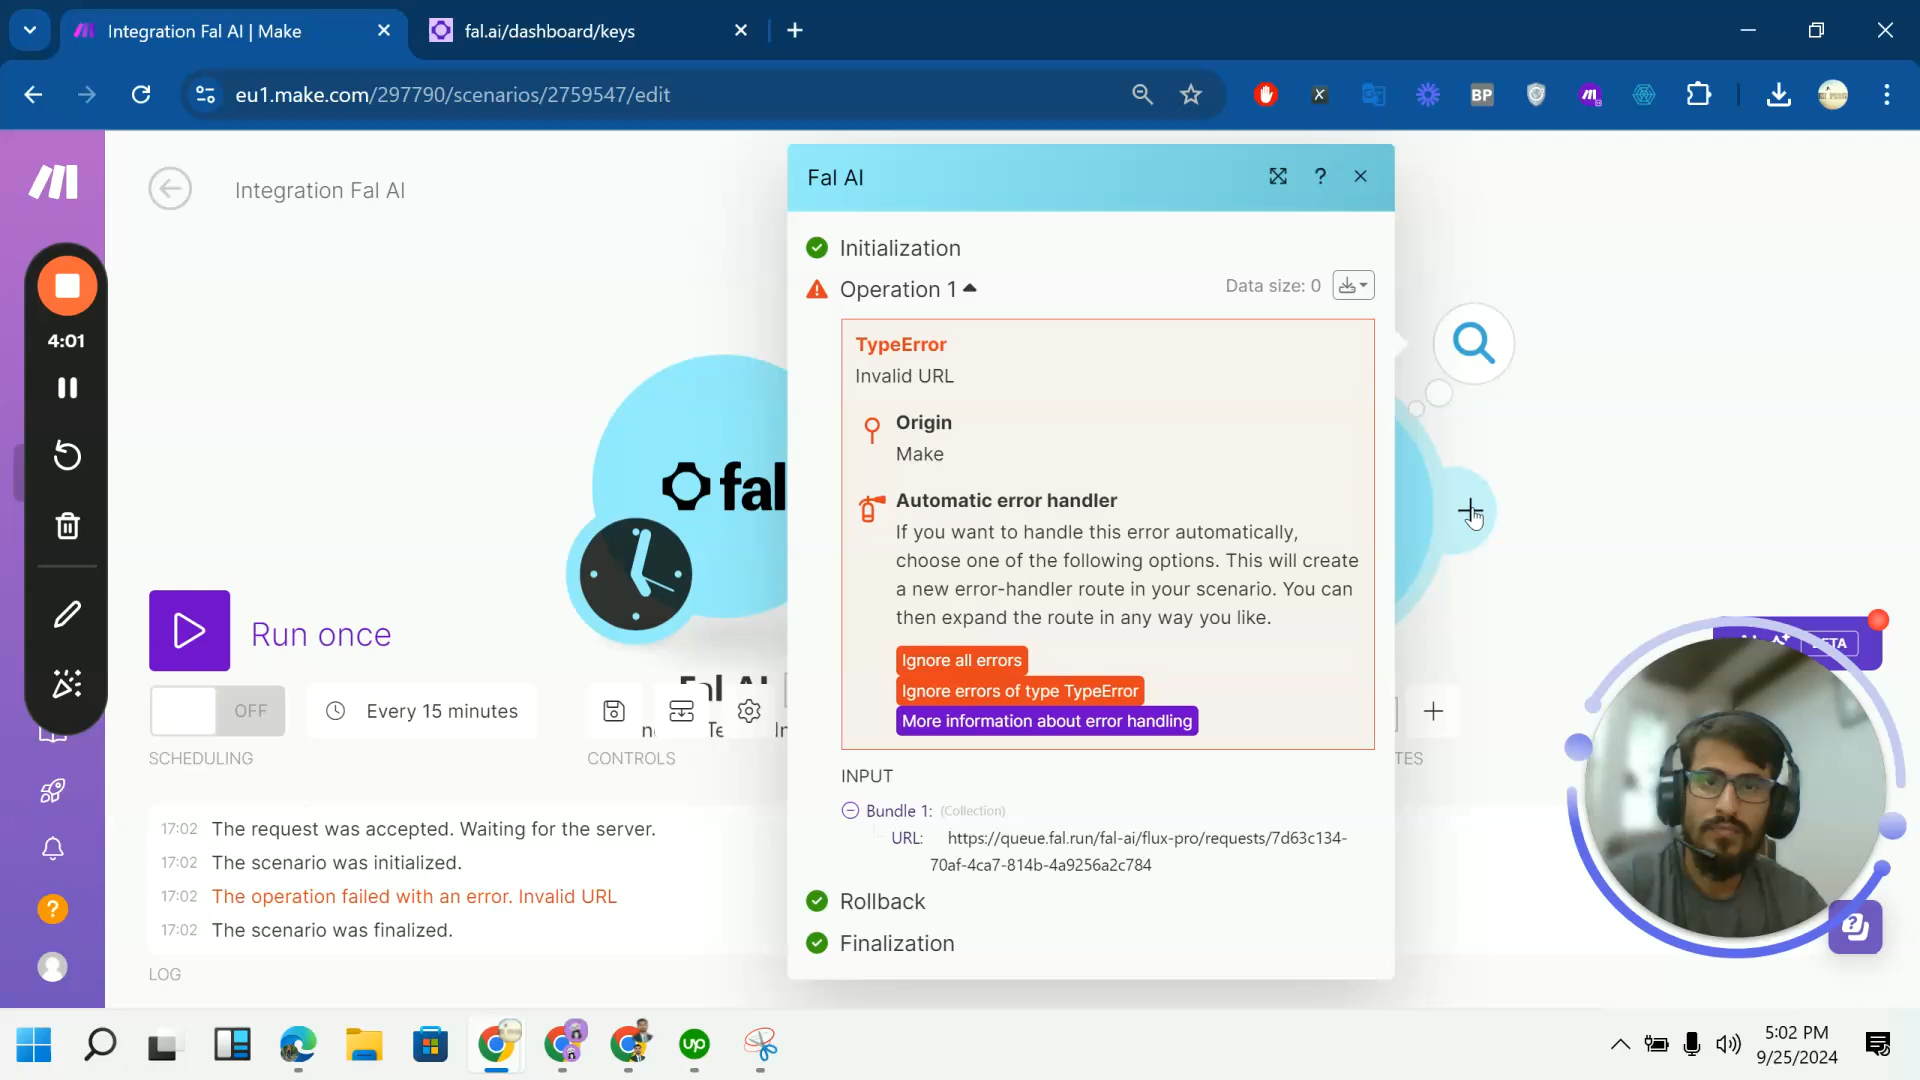 Integration Fal AI | Make
fal.ai/dashboard/keys
eu1.make.com/297790/scenarios/2759547/edit
BP
Integration Fal AI
Fal AI
Initialization
Operation 1
Data size: 0
TypeError
Invalid URL
Origin
Make
Automatic error handler
If you want to handle this error automatically,
choose one of the following options. This will create
a new error-handler route in your scenario. You can
then expand the route in any way you like.
Ignore all errors
Ignore errors of type TypeError
More information about error handling
INPUT
Bundle 1: (Collection)
URL: https://queue.fal.run/fal-ai/flux-pro/requests/7d63c134-
70af-4ca7-814b-4a9256a2c784
Rollback
Finalization
4:01
fal
Run once
OFF
Every 15 minutes
SCHEDULING
CONTROLS
BETA
17:02 The request was accepted. Waiting for the server.
17:02 The scenario was initialized.
17:02 The operation failed with an error. Invalid URL
17:02 The scenario was finalized.
LOG
up
5:02 PM
9/25/2024